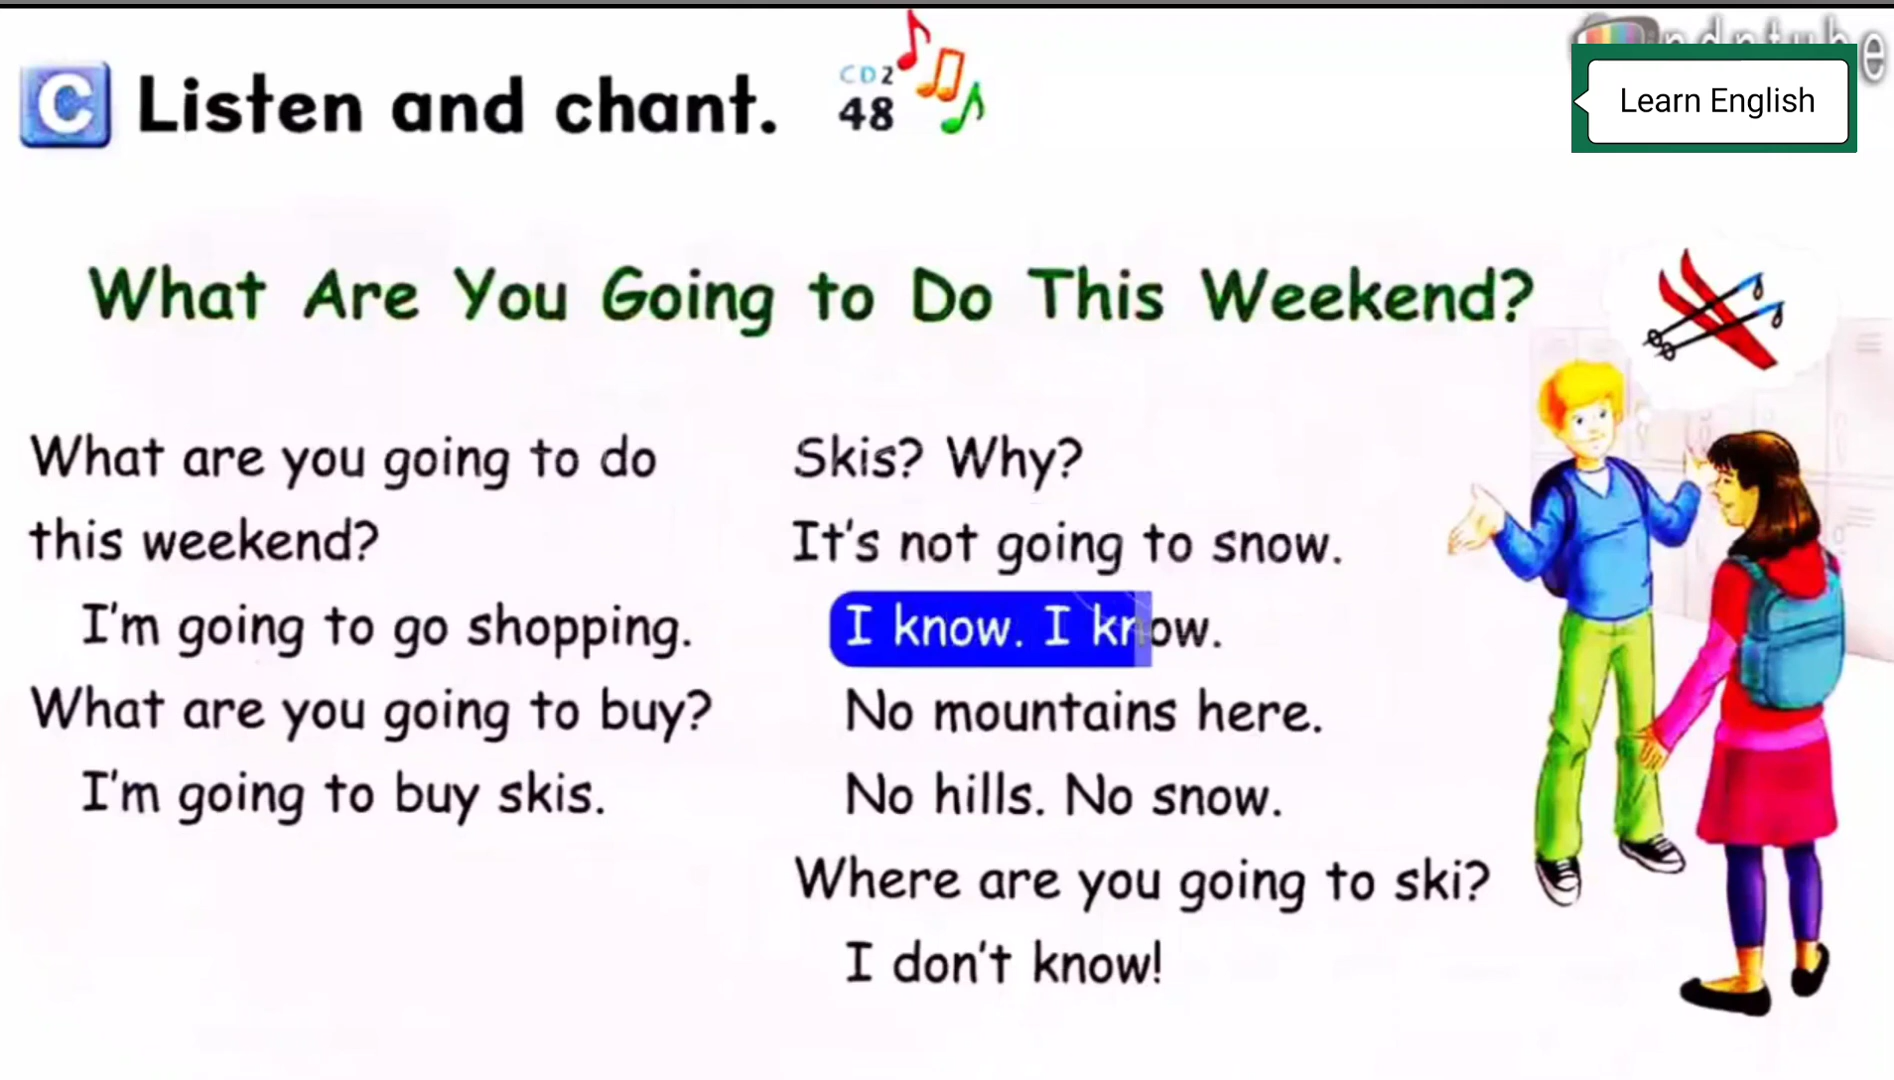 C Listen and chant.
CD2
48
Learn English
What Are You Going to Do This Weekend?
What are you going to do
this weekend?
I'm going to go shopping.
What are you going to buy?
I'm going to buy skis.
Skis? Why?
It's not going to snow.
I know. I know.
No mountains here.
No hills. No snow.
Where are you going to ski?
I don't know!